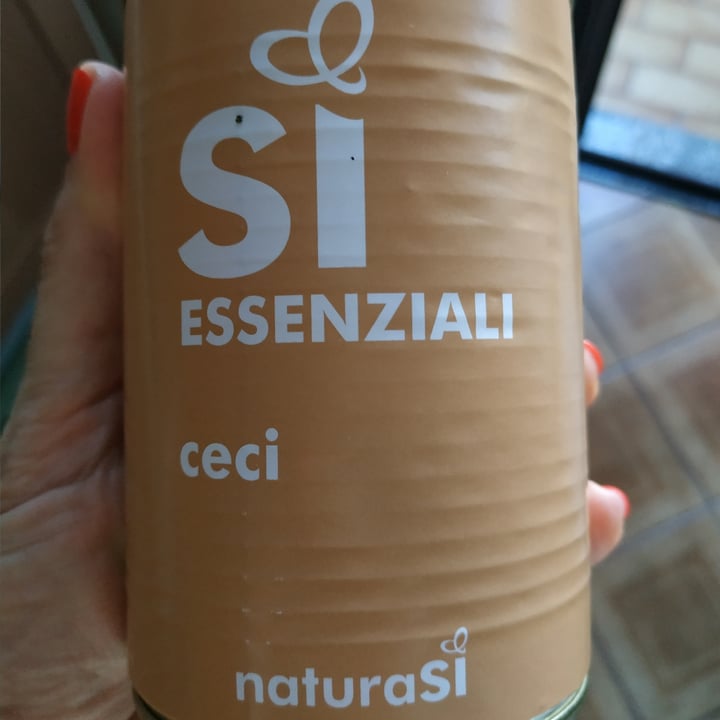 SÌ
ESSENZIALI
ceci
naturaSì